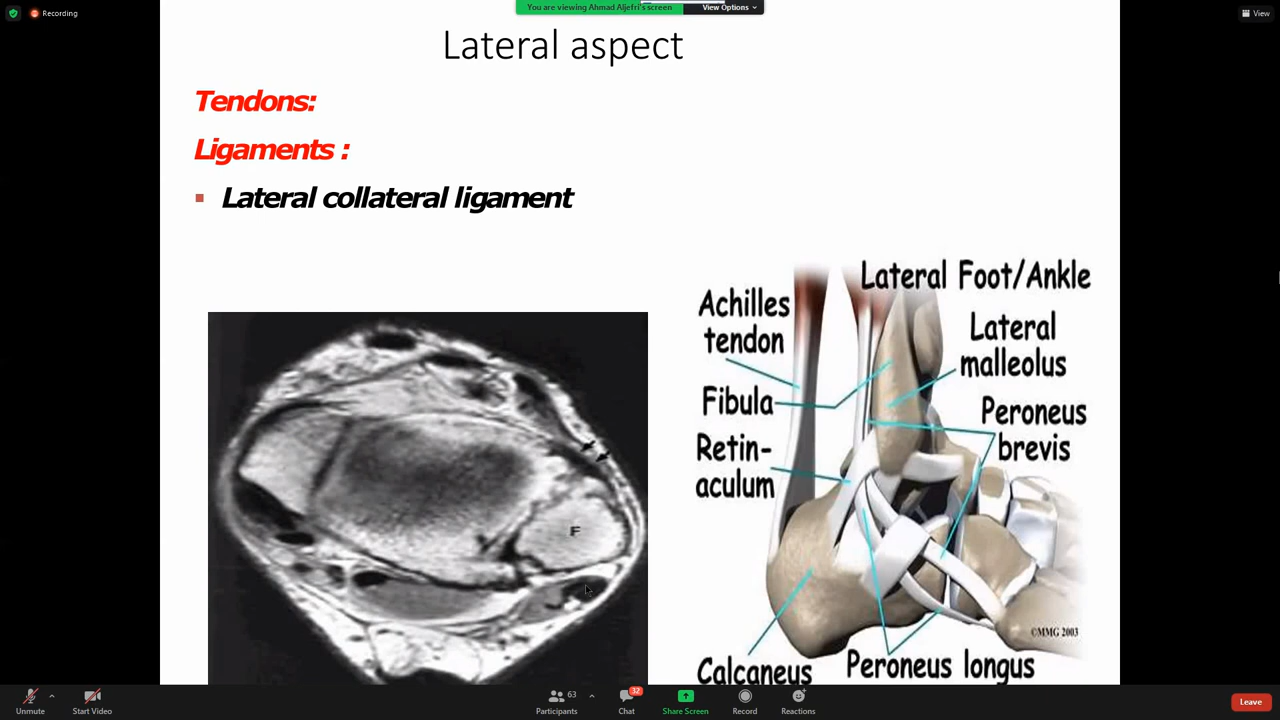 Recording
You are viewing Ahmad Aljefri's screen
View Options
View
Lateral aspect
Tendons:
Ligaments :
Lateral collateral ligament
F
Lateral Foot/Ankle
Achilles
tendon
Lateral
malleolus
Fibula
Peroneus
brevis
Retin-
aculum
©MMG 2003
Calcaneus
Peroneus longus
Unmute
Start Video
63
Participants
32
Chat
Share Screen
Record
Reactions
Leave